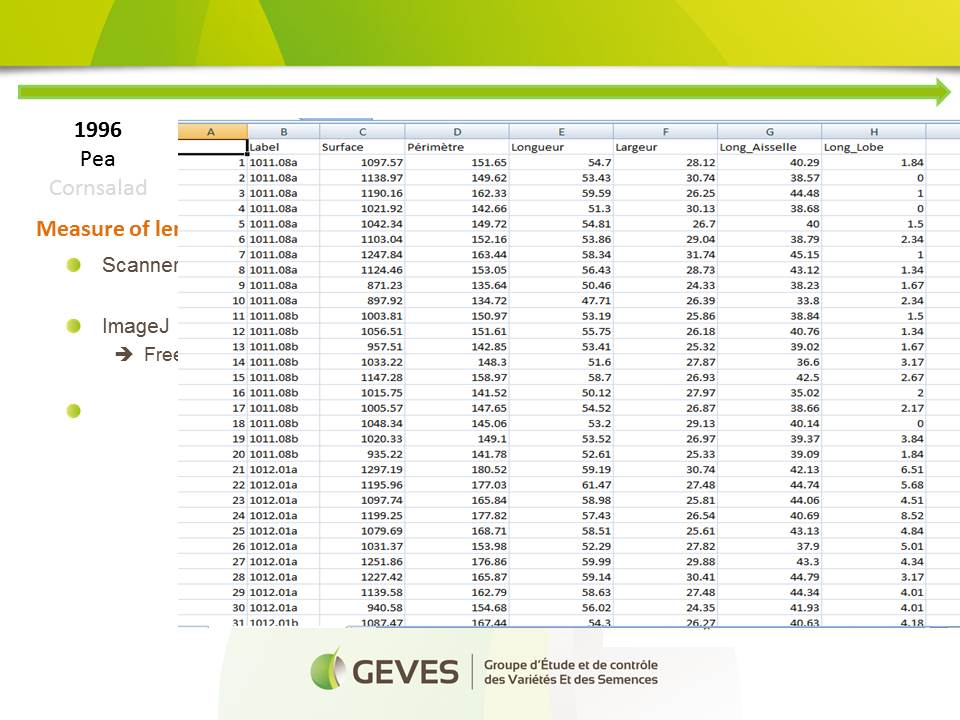 1996
Pea
Cornsalad
Measure of
Scanner
ImageJ
A B C D E F G H
Label Surface Périmètre Longueur Largeur Long_Aisselle Long_Lobe
1 1011.08a 1097.57 151.65 54.7 28.12 40.29 1.84
2 1011.08a 1138.97 149.62 53.43 30.74 38.57 0
3 1011.08a 1190.16 162.33 59.59 26.25 44.48 1
4 1011.08a 1021.92 142.66 51.3 30.13 38.68 0
5 1011.08a 1042.34 149.72 54.81 26.7 40 1.5
6 1011.08a 1103.04 152.16 53.86 29.04 38.79 2.34
7 1011.08a 1247.84 163.44 58.34 31.74 45.15 1
8 1011.08a 1124.46 153.05 56.43 28.73 43.12 1.34
9 1011.08a 871.23 135.64 50.46 24.33 38.23 1.67
10 1011.08a 897.92 134.72 47.71 26.39 33.8 2.34
11 1011.08b 1003.81 150.97 53.19 25.86 38.84 1.5
12 1011.08b 1056.51 151.61 55.75 26.18 40.76 1.34
13 1011.08b 957.51 142.85 53.41 25.32 39.02 1.67
14 1011.08b 1033.22 148.3 51.6 27.87 36.6 3.17
15 1011.08b 1147.28 158.97 58.7 26.93 42.5 2.67
16 1011.08b 1015.75 141.52 50.12 27.97 35.02 2
17 1011.08b 1005.57 147.65 54.52 26.87 38.66 2.17
18 1011.08b 1048.34 145.06 53.2 29.13 40.14 0
19 1011.08b 1020.33 149.1 53.52 26.97 39.37 3.84
20 1011.08b 935.22 141.78 52.61 25.33 39.09 1.84
21 1012.01a 1297.19 180.52 59.19 30.74 42.13 6.51
22 1012.01a 1195.96 177.03 61.47 27.48 44.74 5.68
23 1012.01a 1097.74 165.84 58.98 25.81 44.06 4.51
24 1012.01a 1199.25 177.82 57.43 26.54 40.69 8.52
25 1012.01a 1079.69 168.71 58.51 25.61 43.13 4.84
26 1012.01a 1031.37 153.98 52.29 27.82 37.9 5.01
27 1012.01a 1251.86 176.86 59.99 29.88 43.3 4.34
28 1012.01a 1227.42 165.87 59.14 30.41 44.79 3.17
29 1012.01a 1139.58 162.79 58.63 27.48 44.34 4.01
30 1012.01a 940.58 154.68 56.02 24.35 41.93 4.01
31 1012.01b 1087.47 167.44 54.3 26.27 40.63 4.18
GEVES
Groupe d'Étude et de contrôle
des Variétés Et des Semences